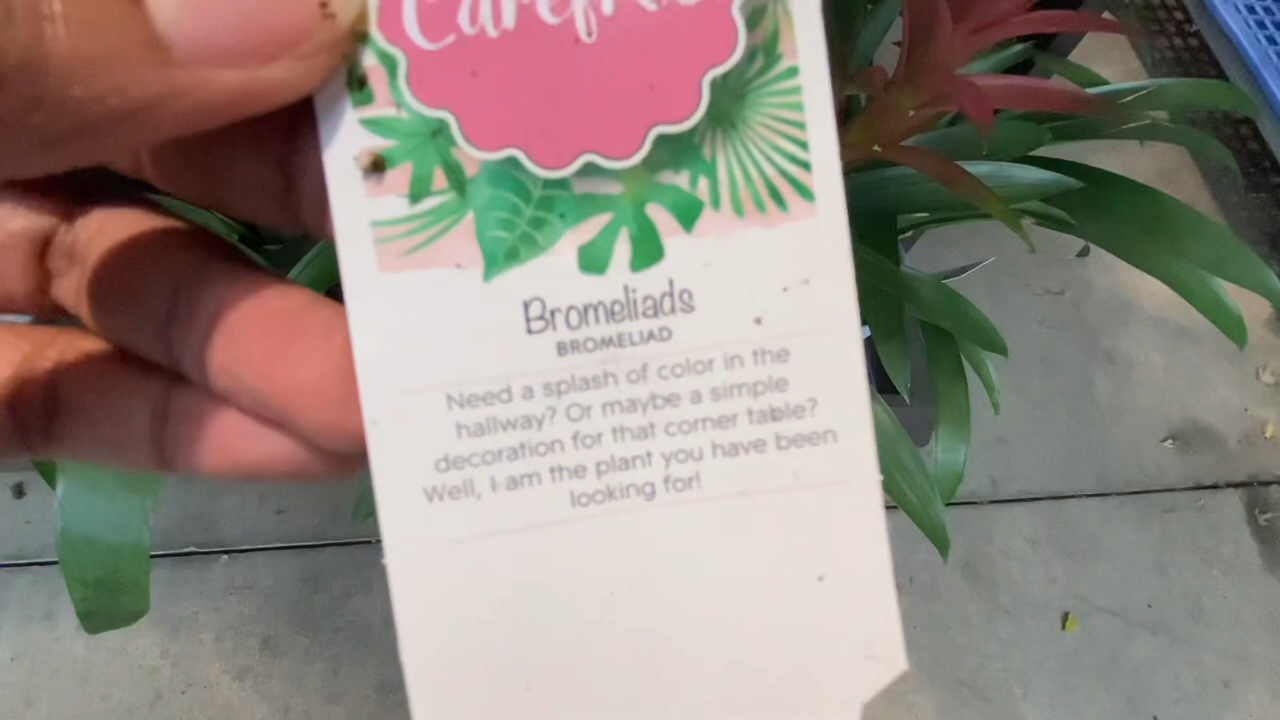 Bromeliads
BROMELIAD
Need a splash of color in the
hallway? Or maybe a simple
decoration for that corner table?
Well, I am the plant you have been
looking for!